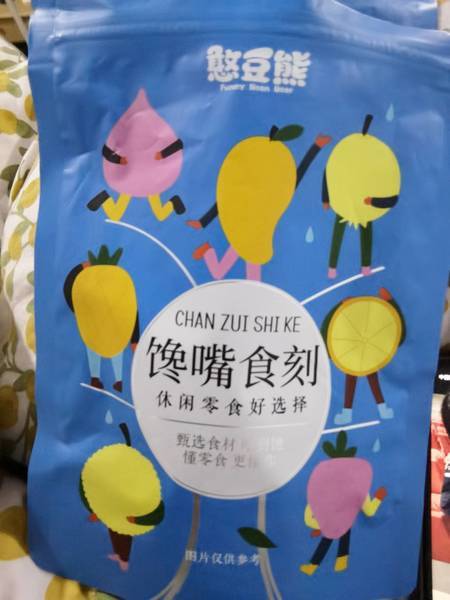 憨豆熊
Funny Bean Bear
CHAN ZUI SHI KE
馋嘴食刻
休闲零食好选择
甄选食材
懂零食 更
图片仅供参考